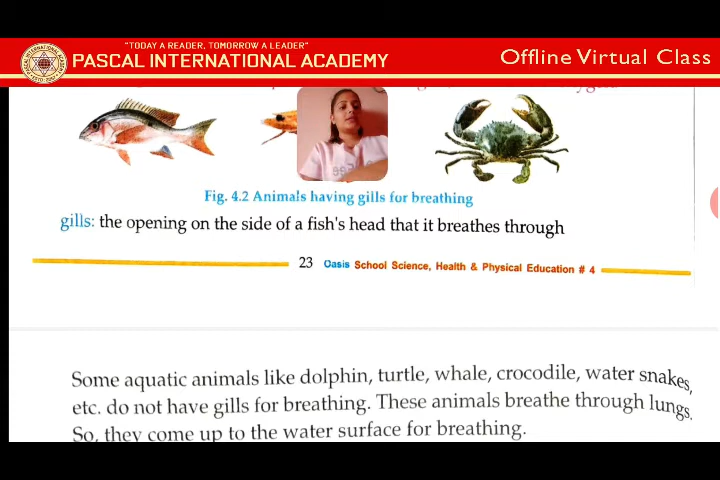 "TODAY A READER, TOMORROW A LEADER"
PASCAL INTERNATIONAL ACADEMY
Offline Virtual Class
Fig. 4.2 Animals having gills for breathing
gills: the opening on the side of a fish's head that it breathes through
23 Oasis School Science, Health & Physical Education # 4
Some aquatic animals like dolphin, turtle, whale, crocodile, water snakes,
etc. do not have gills for breathing. These animals breathe through lungs.
So, they come up to the water surface for breathing.